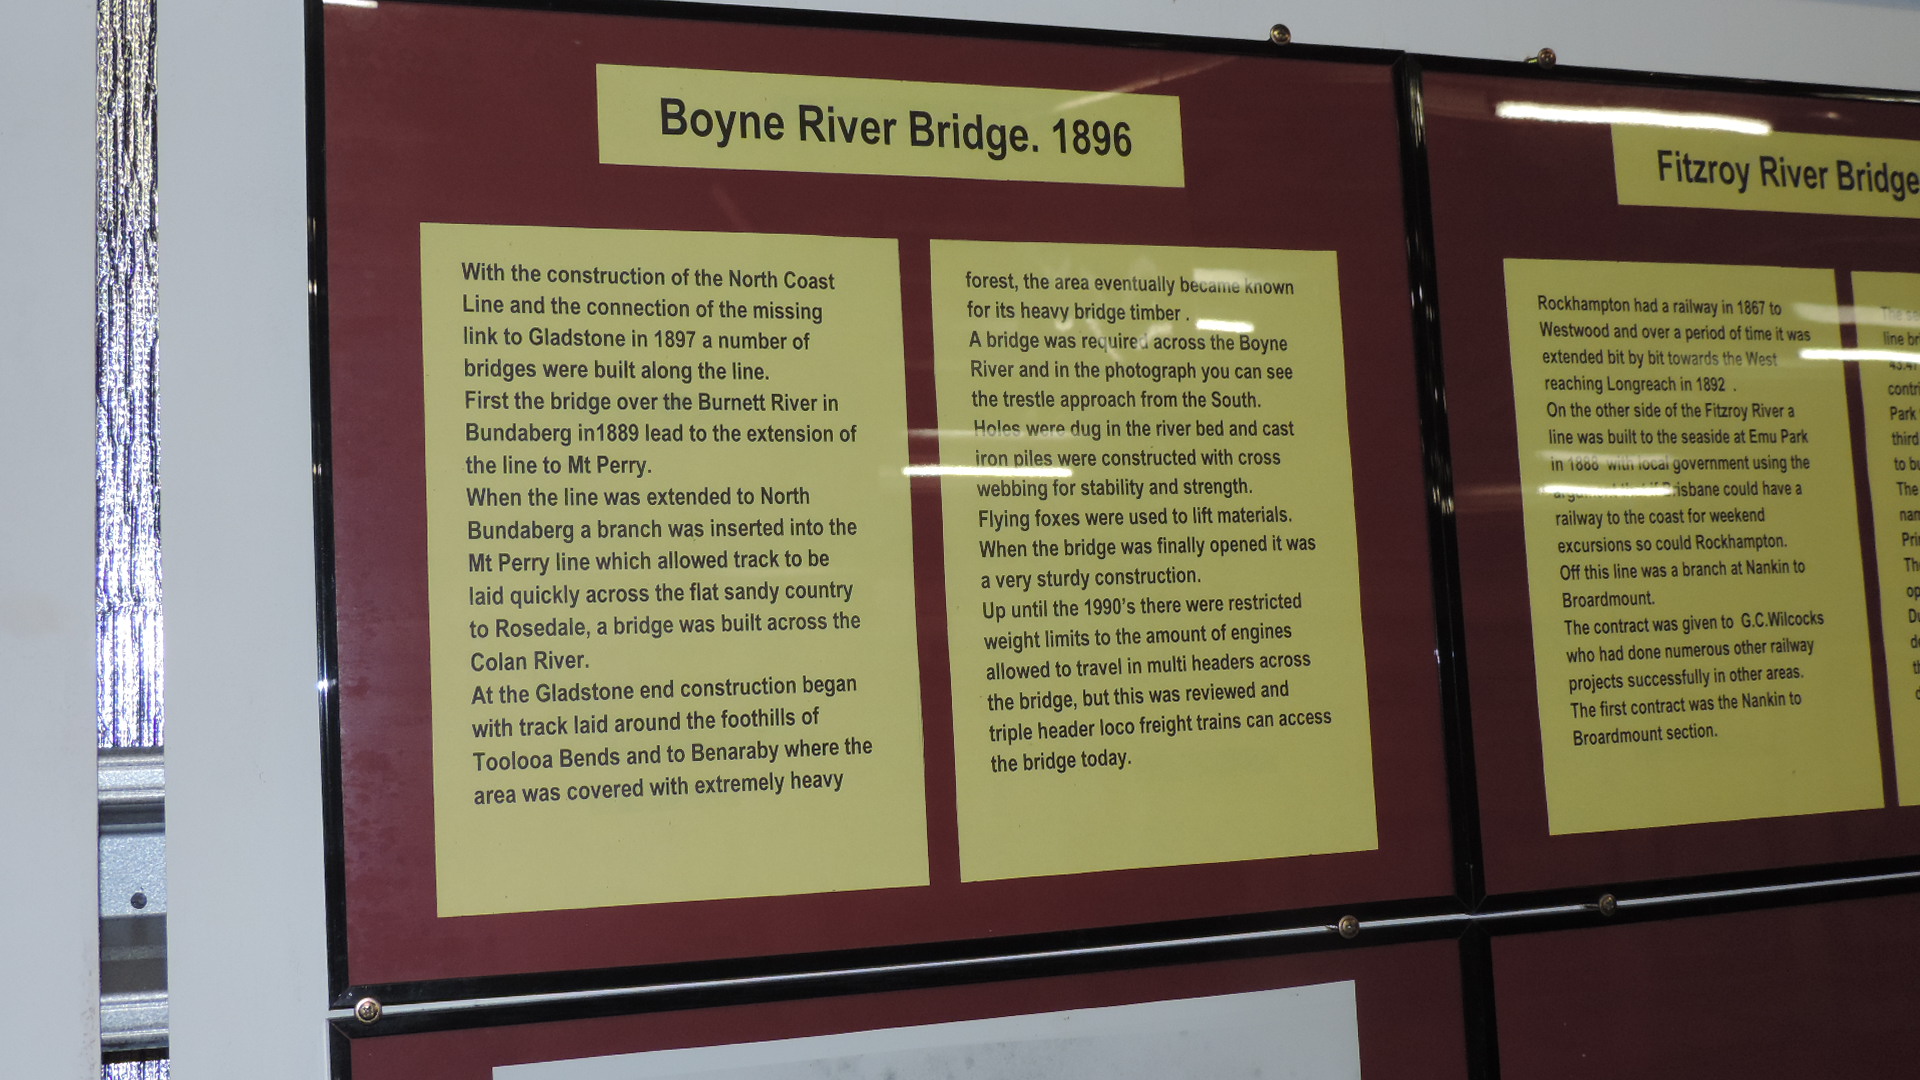 Boyne River Bridge. 1896
With the construction of the North Coast
Line and the connection of the missing
link to Gladstone in 1897 a number of
bridges were built along the line.
First the bridge over the Burnett River in
Bundaberg in1889 lead to the extension of
the line to Mt Perry.
When the line was extended to North
Bundaberg a branch was inserted into the
Mt Perry line which allowed track to be
laid quickly across the flat sandy country
to Rosedale, a bridge was built across the
Colan River.
At the Gladstone end construction began
with track laid around the foothills of
Toolooa Bends and to Benaraby where the
area was covered with extremely heavy
forest, the area eventually became known
for its heavy bridge timber .
A bridge was required across the Boyne
River and in the photograph you can see
the trestle approach from the South.
Holes were dug in the river bed and cast
iron piles were constructed with cross
webbing for stability and strength.
Flying foxes were used to lift materials.
When the bridge was finally opened it was
a very sturdy construction.
Up until the 1990's there were restricted
weight limits to the amount of engines
allowed to travel in multi headers across
the bridge, but this was reviewed and
triple header loco freight trains can access
the bridge today.
Fitzroy River Bridge
Rockhampton had a railway in 1867 to
Westwood and over a period of time it was
extended bit by bit towards the West
reaching Longreach in 1892 .
On the other side of the Fitzroy River a
line was built to the seaside at Emu Park
in 1888 with local government using the
argument that if Brisbane could have a
railway to the coast for weekend
excursions so could Rockhampton.
Off this line was a branch at Nankin to
Broardmount.
The contract was given to G.C.Wilcocks
who had done numerous other railway
projects successfully in other areas.
The first contract was the Nankin to
Broardmount section.
The
line
Park
third
to
The